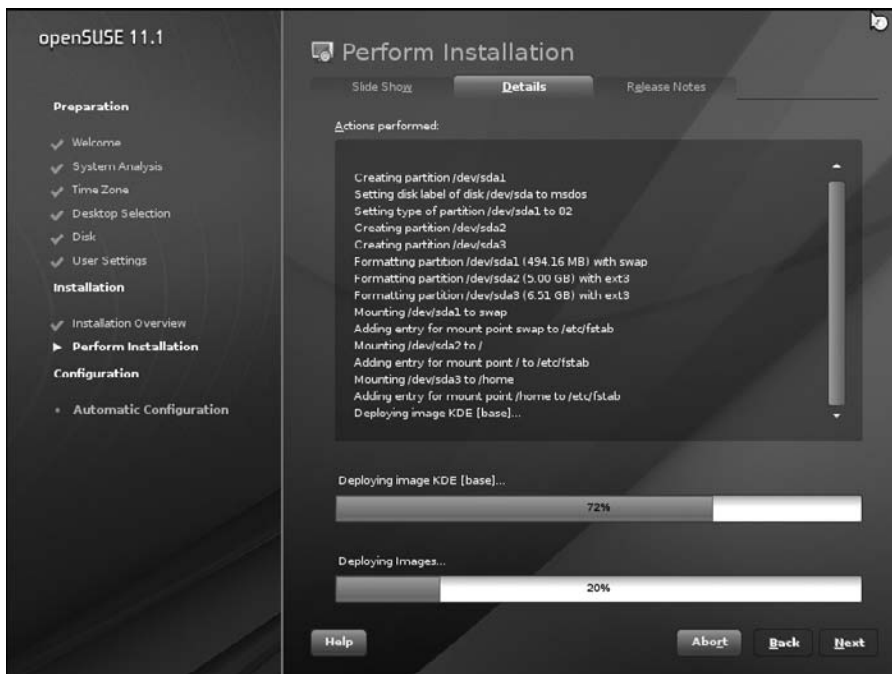 openSUSE 11.1
Preparation
Welcome
System Analysis
Time Zone
Desktop Selection
Disk
User Settings
Installation
Installation Overview
Perform Installation
Configuration
Automatic Configuration
Perform Installation
Slide Show
Details
Release Notes
Actions performed:
Creating partition /dev/sda1
Setting disk label of disk /dev/sda to msdos
Setting type of partition /dev/sda1 to 82
Creating partition /dev/sda2
Creating partition /dev/sda3
Formatting partition /dev/sda1 (494.16 MB) with swap
Formatting partition /dev/sda2 (5.00 GB) with ext3
Formatting partition /dev/sda3 (6.51 GB) with ext3
Mounting /dev/sda1 to swap
Adding entry for mount point swap to /etc/fstab
Mounting /dev/sda2 to /
Adding entry for mount point / to /etc/fstab
Mounting /dev/sda3 to /home
Adding entry for mount point /home to /etc/fstab
Deploying image KDE [base]...
Deploying image KDE [base]...
72%
Deploying Images...
20%
Help
Abort
Back
Next